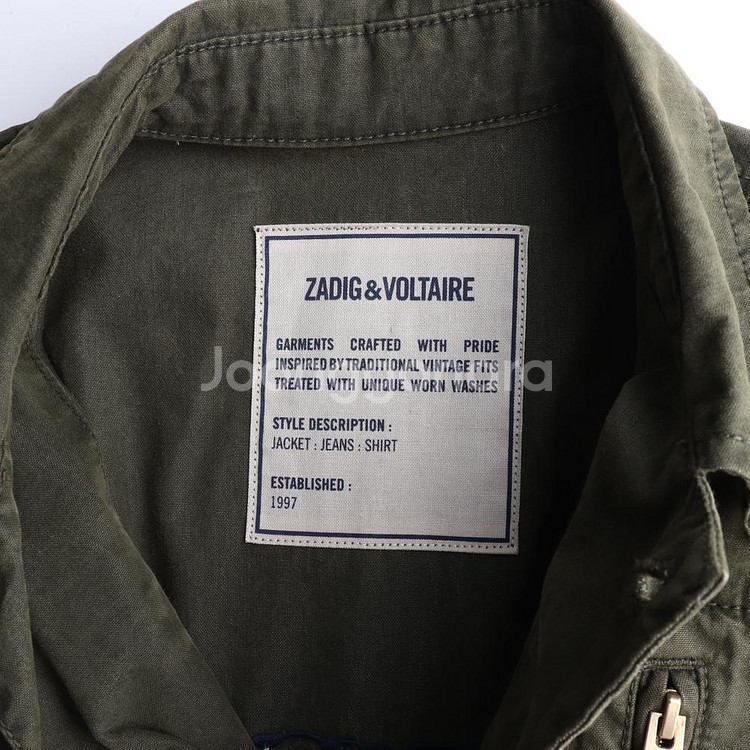 ZADIG&VOLTAIRE
GARMENTS CRAFTED WITH PRIDE
INSPIRED BY TRADITIONAL VINTAGE FITS
TREATED WITH UNIQUE WORN WASHES
STYLE DESCRIPTION :
JACKET : JEANS : SHIRT
ESTABLISHED :
1997